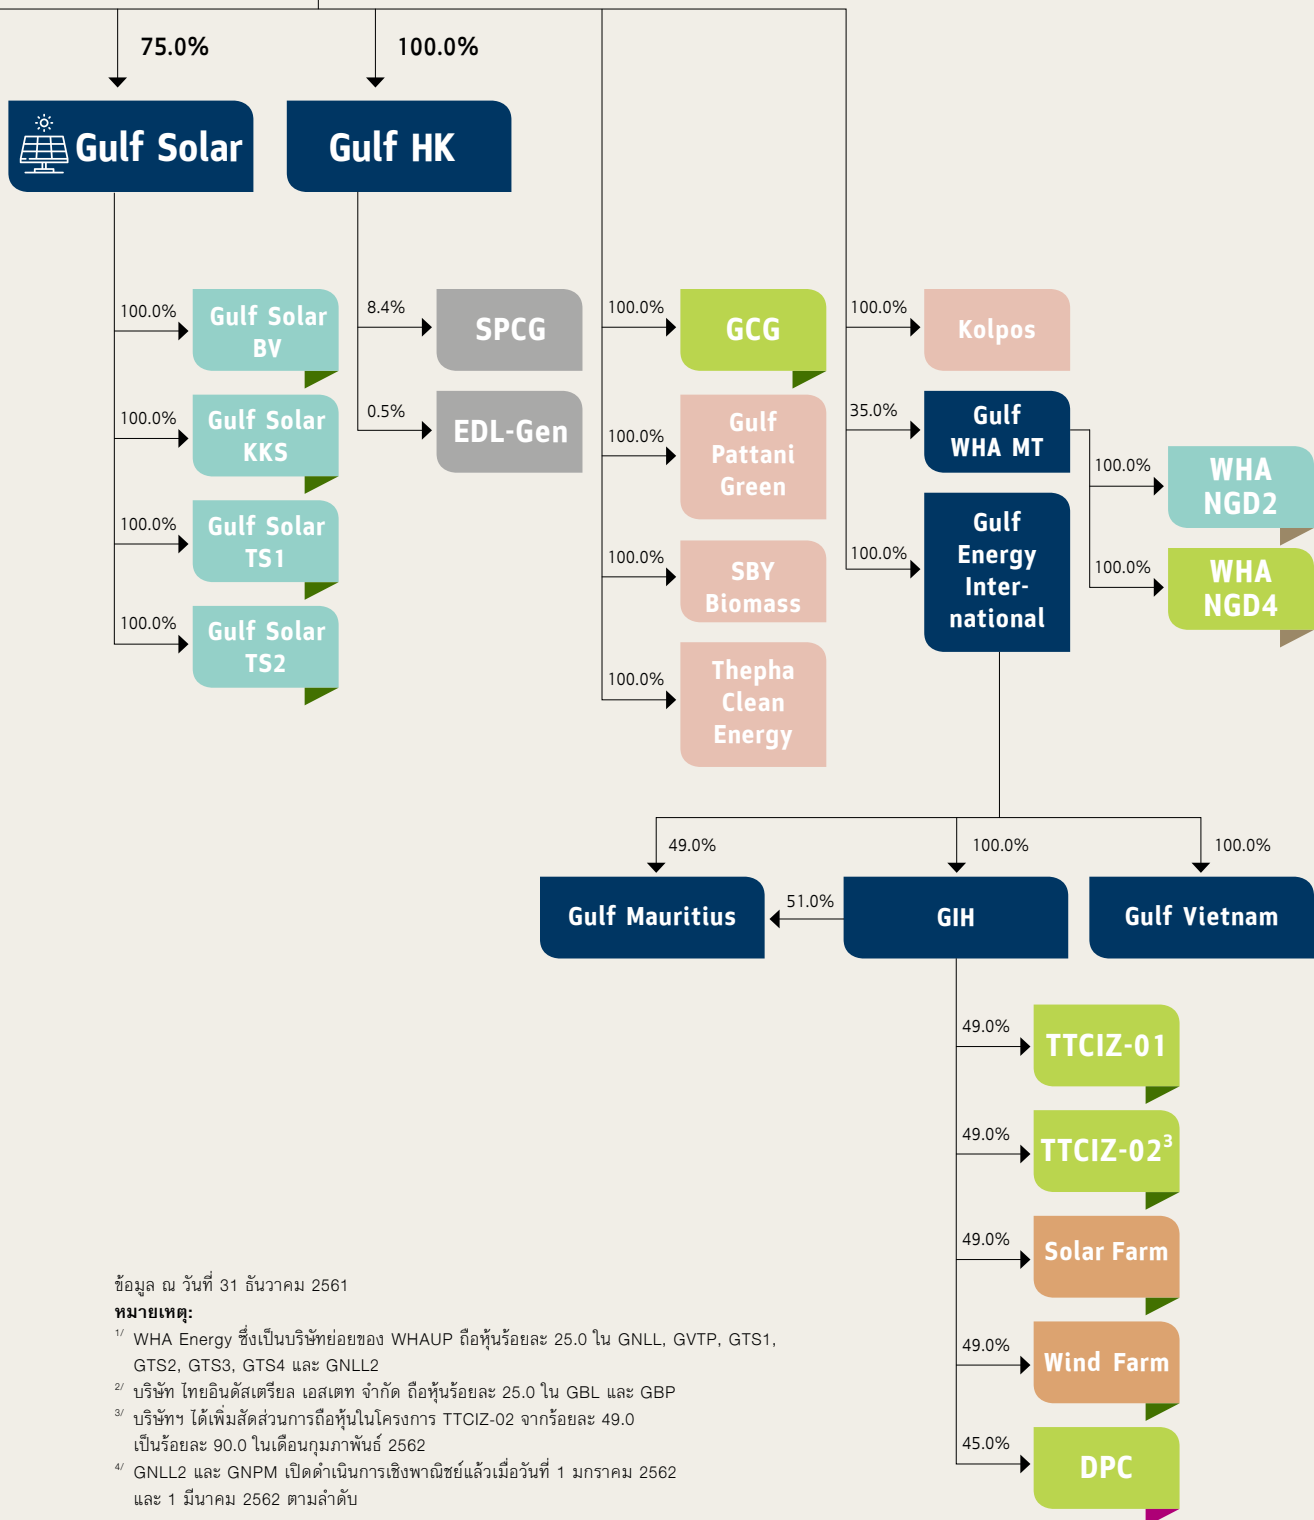 75.0%
100.0%
Gulf Solar
Gulf HK
100.0%
Gulf Solar
BV
100.0%
Gulf Solar
KKS
100.0%
Gulf Solar
TS1
100.0%
Gulf Solar
TS2
8.4%
SPCG
0.5%
EDL-Gen
100.0%
GCG
100.0%
Gulf
Pattani
Green
100.0%
SBY
Biomass
100.0%
Thepha
Clean
Energy
100.0%
Kolpos
35.0%
Gulf
WHA MT
100.0%
WHA
NGD2
100.0%
WHA
NGD4
100.0%
Gulf
Energy
Inter-
national
49.0%
100.0%
100.0%
Gulf Mauritius
51.0%
GIH
Gulf Vietnam
49.0%
TTCIZ-01
49.0%
TTCIZ-02³
49.0%
Solar Farm
49.0%
Wind Farm
45.0%
DPC
ข้อมูล ณ วันที่ 31 ธันวาคม 2561
หมายเหตุ:
1/ WHA Energy ซึ่งเป็นบริษัทย่อยของ WHAUP ถือหุ้นร้อยละ 25.0 ใน GNLL, GVTP, GTS1,
GTS2, GTS3, GTS4 และ GNLL2
2/ บริษัท ไทยอินดัสเตรียล เอสเตท จำกัด ถือหุ้นร้อยละ 25.0 ใน GBL และ GBP
3/ บริษัทฯ ได้เพิ่มสัดส่วนการถือหุ้นในโครงการ TTCIZ-02 จากร้อยละ 49.0
เป็นร้อยละ 90.0 ในเดือนกุมภาพันธ์ 2562
4/ GNLL2 และ GNPM เปิดดำเนินการเชิงพาณิชย์แล้วเมื่อวันที่ 1 มกราคม 2562
และ 1 มีนาคม 2562 ตามลำดับ